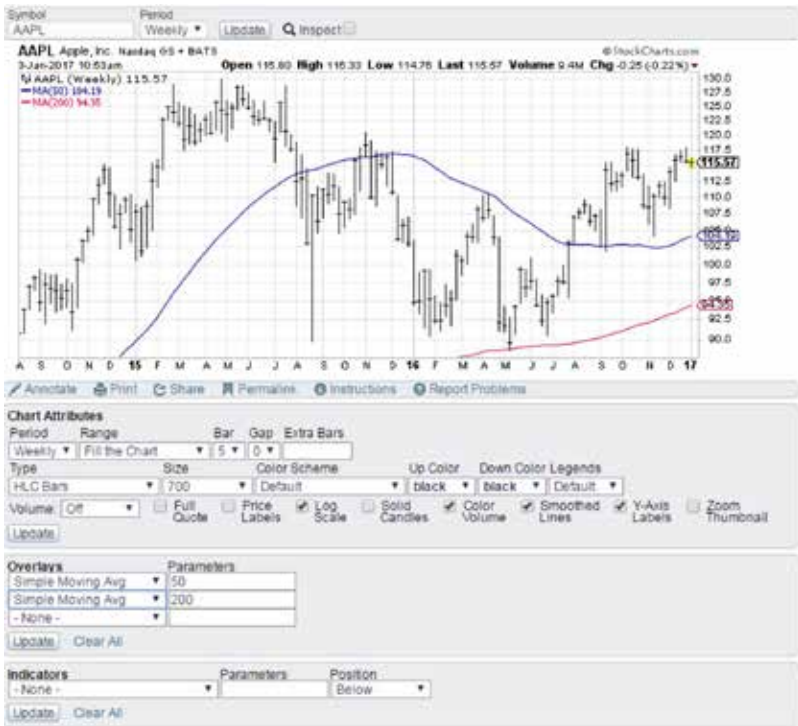 Symbol Period
AAPL Weekly Update Inspect
AAPL Apple, Inc. Nasdaq GS + BATS @StockCharts.com
3-Jan-2017 10:53am Open 115.80 High 116.33 Low 114.76 Last 115.57 Volume 9.4M Chg -0.25 (-0.22%)
AAPL (Weekly) 115.57
MA(50) 104.19
MA(200) 94.35
130.0
127.5
125.0
122.5
120.0
117.5
115.57
112.5
110.0
107.5
105.0
104.19
102.5
100.0
97.5
94.35
92.5
90.0
A S O N D 15 F M A M J J A S O N D 16 F M A M J J A S O N D 17
Annotate Print Share Permalink Instructions Report Problems
Chart Attributes
Period Range Bar Gap Extra Bars
Weekly Fill the Chart 5 0
Type Size Color Scheme Up Color Down Color Legends
HLC Bars 700 Default black black Default
Volume: Off Full Quote Price Labels Log Scale Solid Candles Color Volume Smoothed Lines Y-Axis Labels Zoom Thumbnail
Update
Overlays Parameters
Simple Moving Avg 50
Simple Moving Avg 200
- None -
Update Clear All
Indicators Parameters Position
- None - Below
Update Clear All